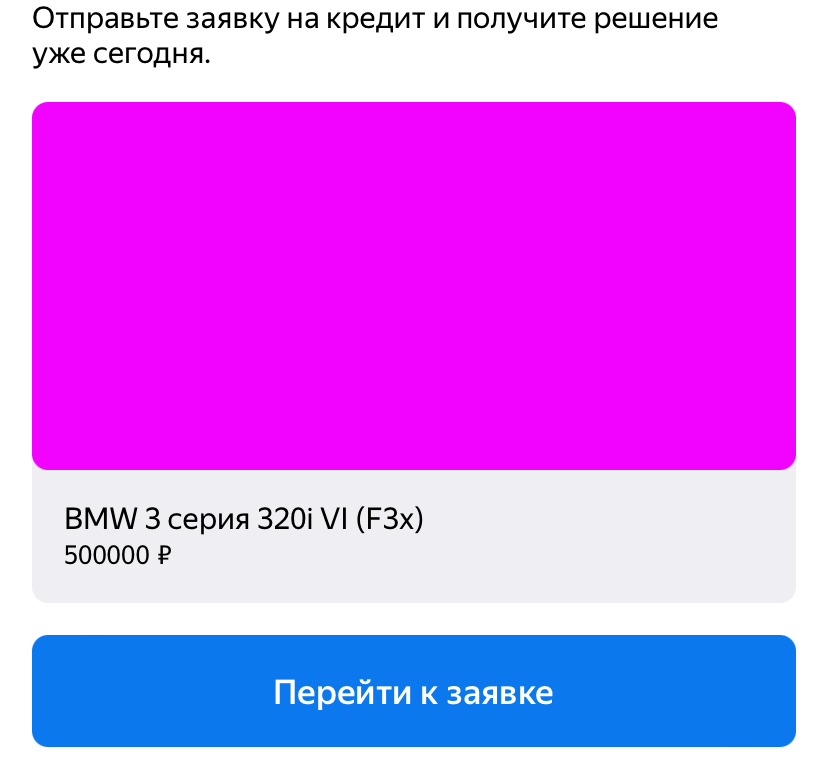 Отправьте заявку на кредит и получите решение
уже сегодня.
BMW 3 серия 320i VI (F3x)
500000 ₽
Перейти к заявке